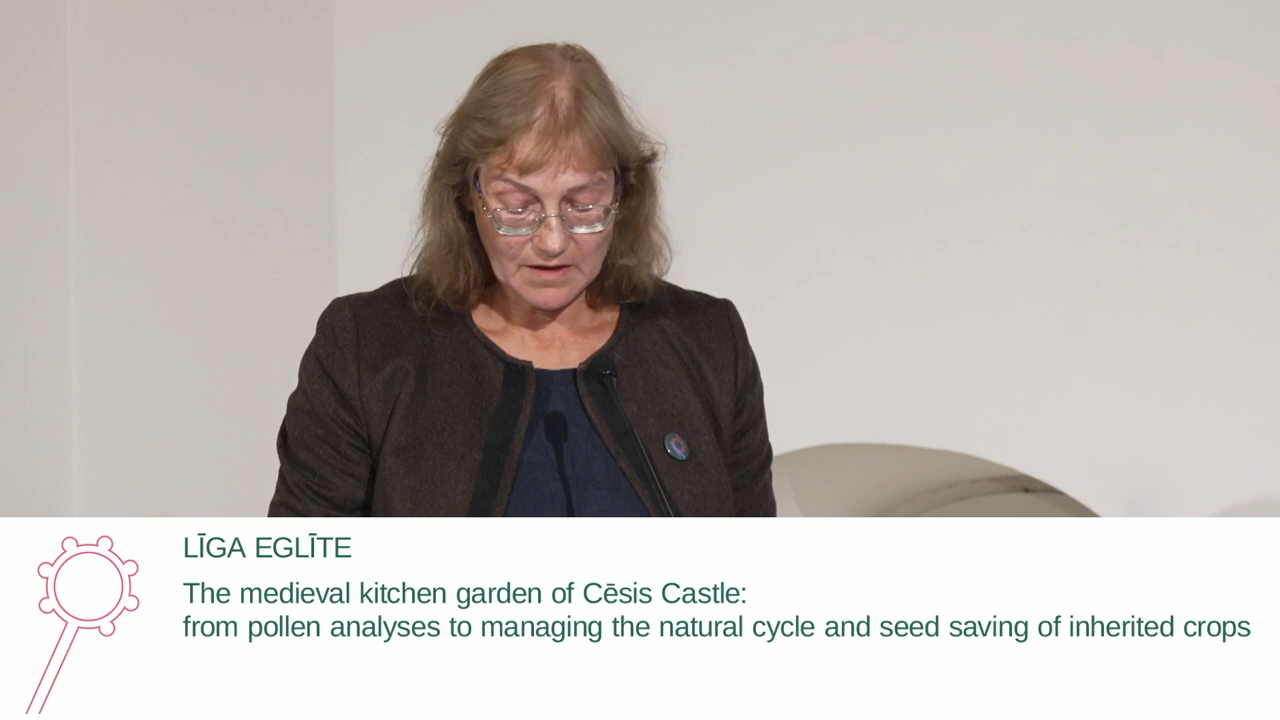 LĪGA EGLĪTE
The medieval kitchen garden of Cēsis Castle:
from pollen analyses to managing the natural cycle and seed saving of inherited crops